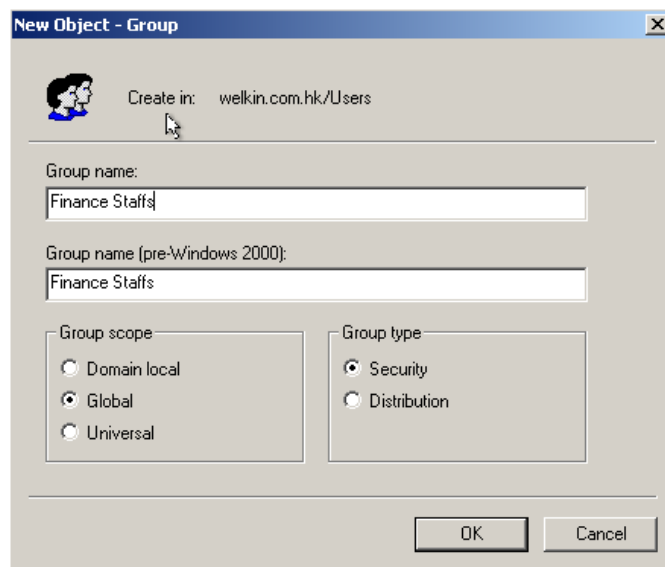 New Object - Group
Create in: welkin.com.hk/Users
Group name:
Finance Staffs
Group name (pre-Windows 2000):
Finance Staffs
Group scope
Domain local
Global
Universal
Group type
Security
Distribution
OK
Cancel